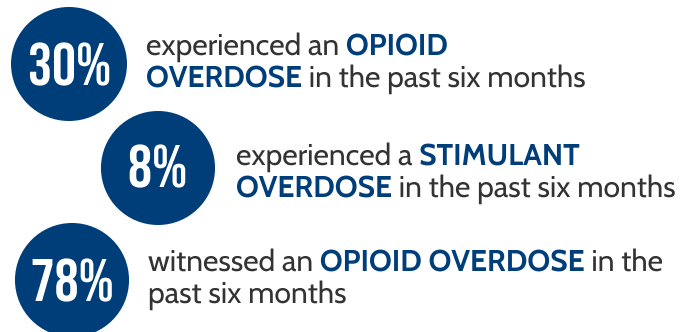 30%
experienced an OPIOID
OVERDOSE in the past six months
8%
experienced a STIMULANT
OVERDOSE in the past six months
78%
witnessed an OPIOID OVERDOSE in the
past six months